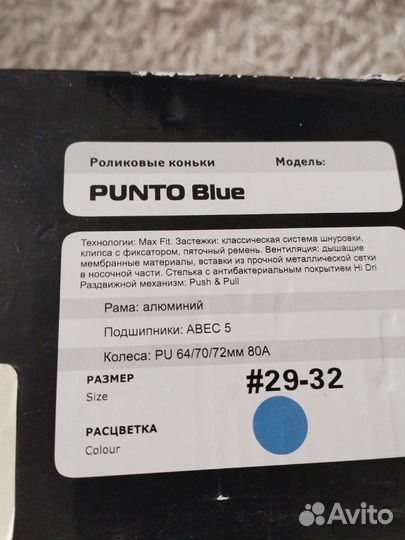 Роликовые коньки Модель:
PUNTO Blue
Технологии: Max Fit. Застежки: классическая система шнуровки,
клипса с фиксатором, пяточный ремень. Вентиляция: дышащие
мембранные материалы, вставки из прочной металлической сетки
в носочной части. Стелька с антибактериальным покрытием Hi Dri
Раздвижной механизм: Push & Pull
Рама: алюминий
Подшипники: ABEC 5
Колеса: PU 64/70/72мм 80А
РАЗМЕР #29-32
Size
РАСЦВЕТКА
Colour
Avito